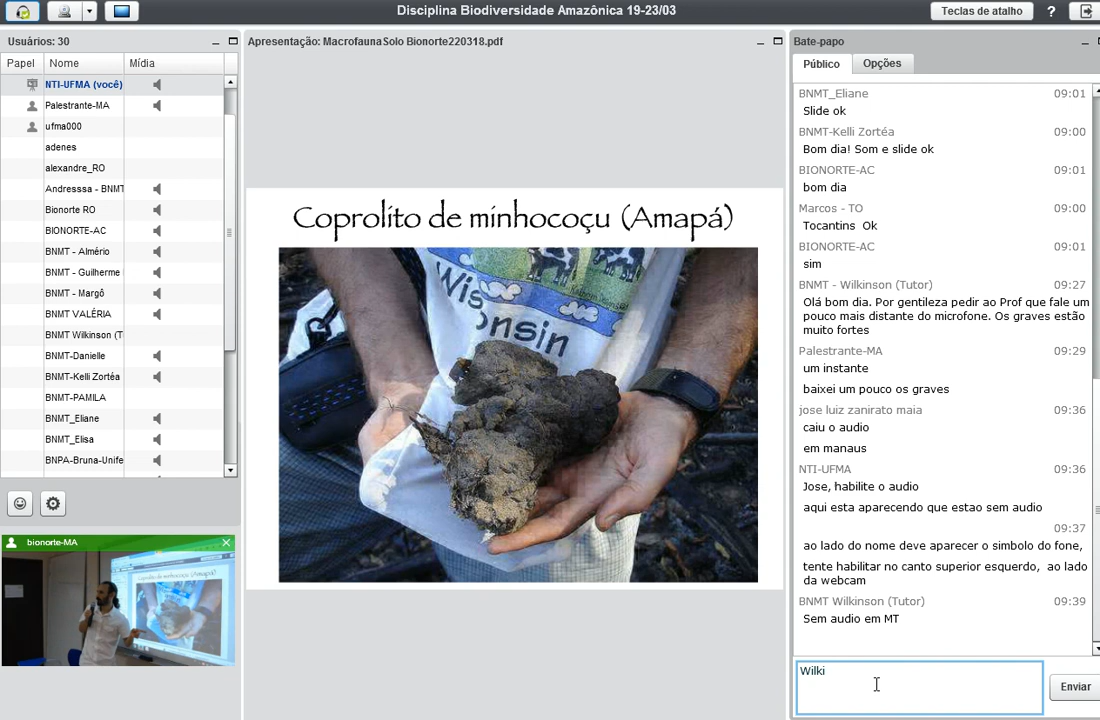 Disciplina Biodiversidade Amazônica 19-23/03
Teclas de atalho
?
Usuários: 30
Papel Nome Mídia
NTI-UFMA (você)
Palestrante-MA
ufma000
adenes
alexandre_RO
Andresssa - BNMT
Bionorte RO
BIONORTE-AC
BNMT - Almério
BNMT - Guilherme
BNMT - Margô
BNMT VALÉRIA
BNMT Wilkinson (T
BNMT-Danielle
BNMT-Kelli Zortéa
BNMT-PAMILA
BNMT_Eliane
BNMT_Elisa
BNPA-Bruna-Unife
bionorte-MA
Coprolito de minhocoçu (Amapá)
Apresentação: MacrofaunaSolo Bionorte220318.pdf
Coprolito de minhocoçu (Amapá)
Wis
onsin
Bate-papo
Público Opções
BNMT_Eliane 09:01
Slide ok
BNMT-Kelli Zortéa 09:00
Bom dia! Som e slide ok
BIONORTE-AC 09:01
bom dia
Marcos - TO 09:00
Tocantins Ok
BIONORTE-AC 09:01
sim
BNMT - Wilkinson (Tutor) 09:27
Olá bom dia. Por gentileza pedir ao Prof que fale um
pouco mais distante do microfone. Os graves estão
muito fortes
Palestrante-MA 09:29
um instante
baixei um pouco os graves
jose luiz zanirato maia 09:36
caiu o audio
em manaus
NTI-UFMA 09:36
Jose, habilite o audio
aqui esta aparecendo que estao sem audio
09:37
ao lado do nome deve aparecer o simbolo do fone,
tente habilitar no canto superior esquerdo, ao lado
da webcam
BNMT Wilkinson (Tutor) 09:39
Sem audio em MT
Wilki
Enviar